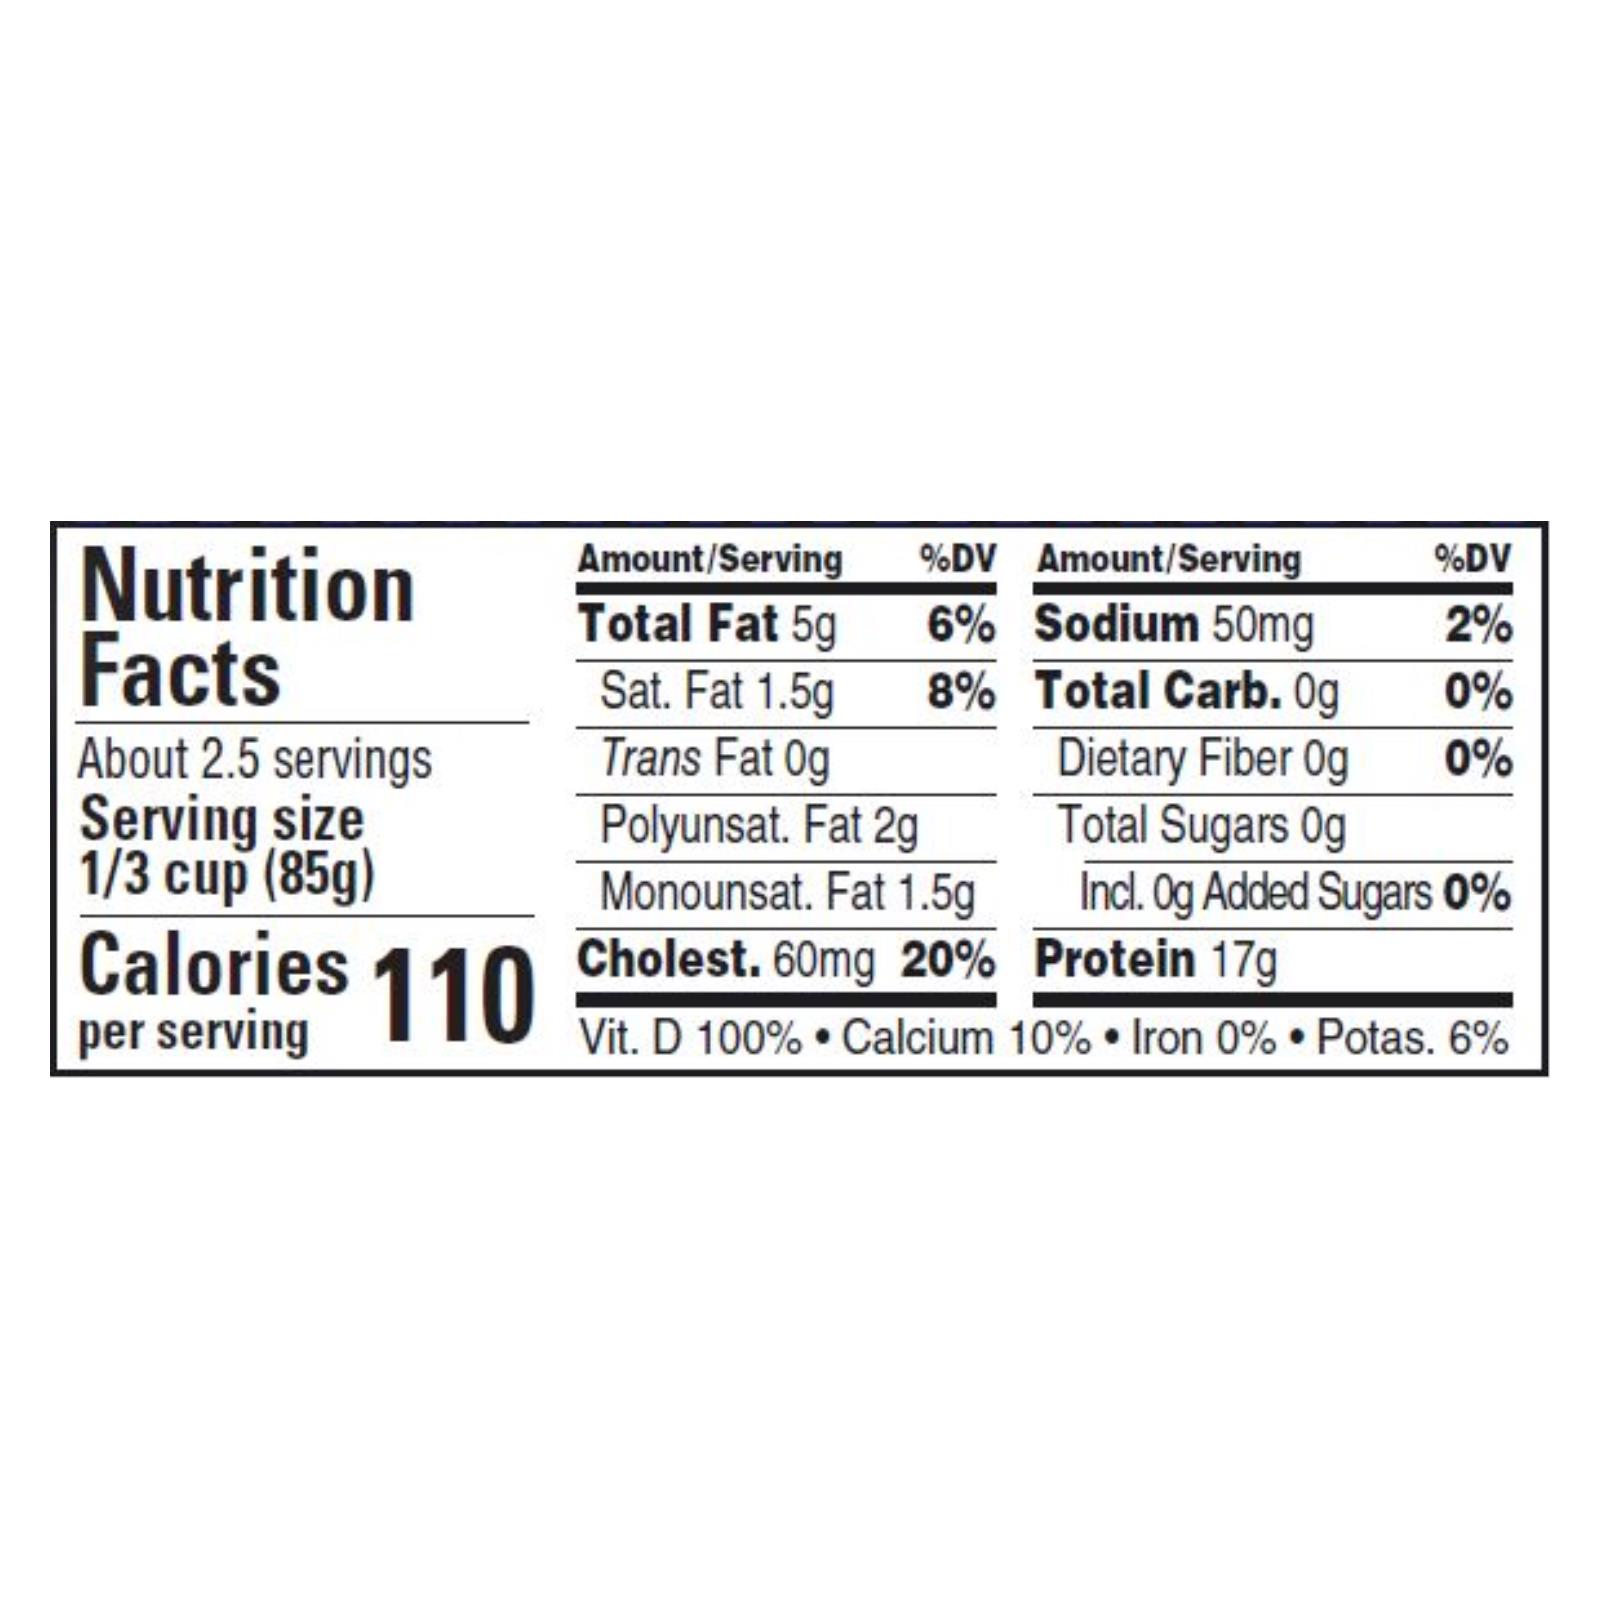 Nutrition
Facts
About 2.5 servings
Serving size
1/3 cup (85g)
Calories 110
per serving
Amount/Serving %DV
Total Fat 5g 6%
Sat. Fat 1.5g 8%
Trans Fat 0g
Polyunsat. Fat 2g
Monounsat. Fat 1.5g
Cholest. 60mg 20%
Amount/Serving %DV
Sodium 50mg 2%
Total Carb. 0g 0%
Dietary Fiber 0g 0%
Total Sugars 0g
Incl. 0g Added Sugars 0%
Protein 17g
Vit. D 100% • Calcium 10% • Iron 0% • Potas. 6%